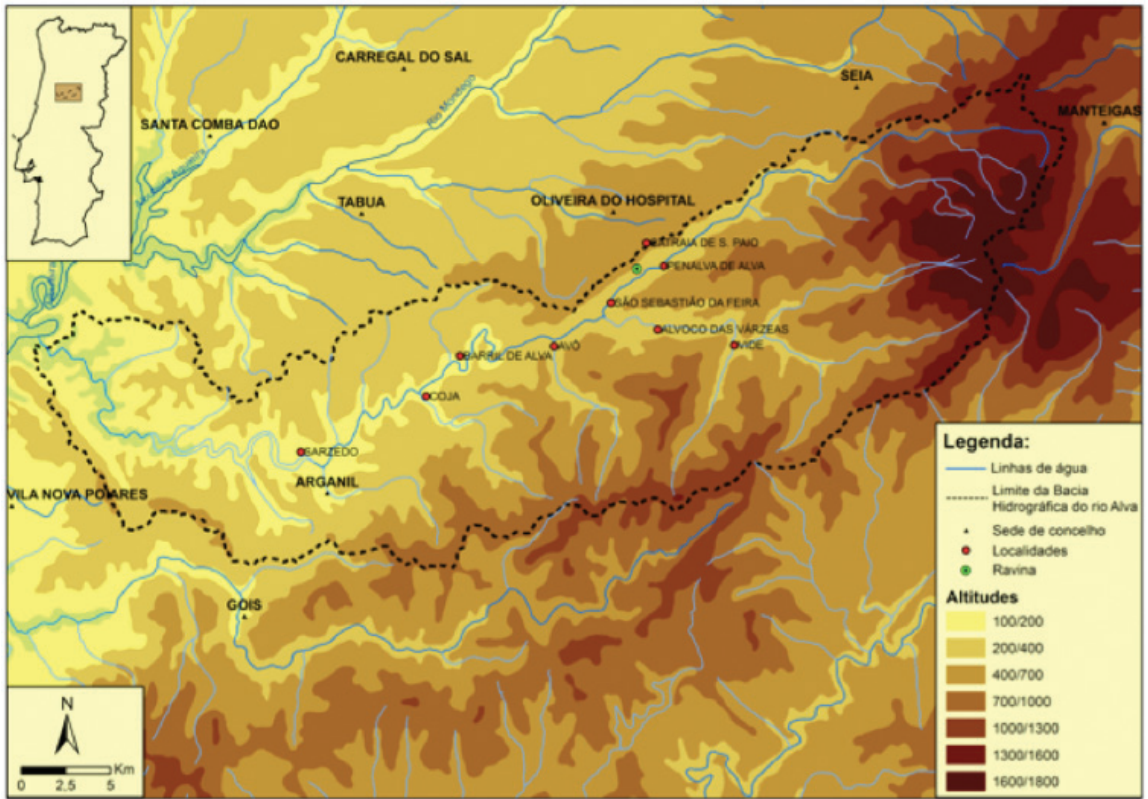 CARREGAL DO SAL
SEIA
SANTA COMBA DAO
Rio Mondego
MANTEIGAS
TABUA
OLIVEIRA DO HOSPITAL
CATRAIA DE S. PAIO
PENALVA DE ALVA
SÃO SEBASTIÃO DA FEIRA
ALVOCO DAS VÁRZEAS
AVÔ
VIDE
BARRIL DE ALVA
COJA
SARZEDO
ARGANIL
VILA NOVA POIARES
GOIS
Legenda:
Linhas de água
Limite da Bacia
Hidrográfica do rio Alva
Sede de concelho
Localidades
Ravina
Altitudes
100/200
200/400
400/700
700/1000
1000/1300
1300/1600
1600/1800
N
Km
0 2,5 5